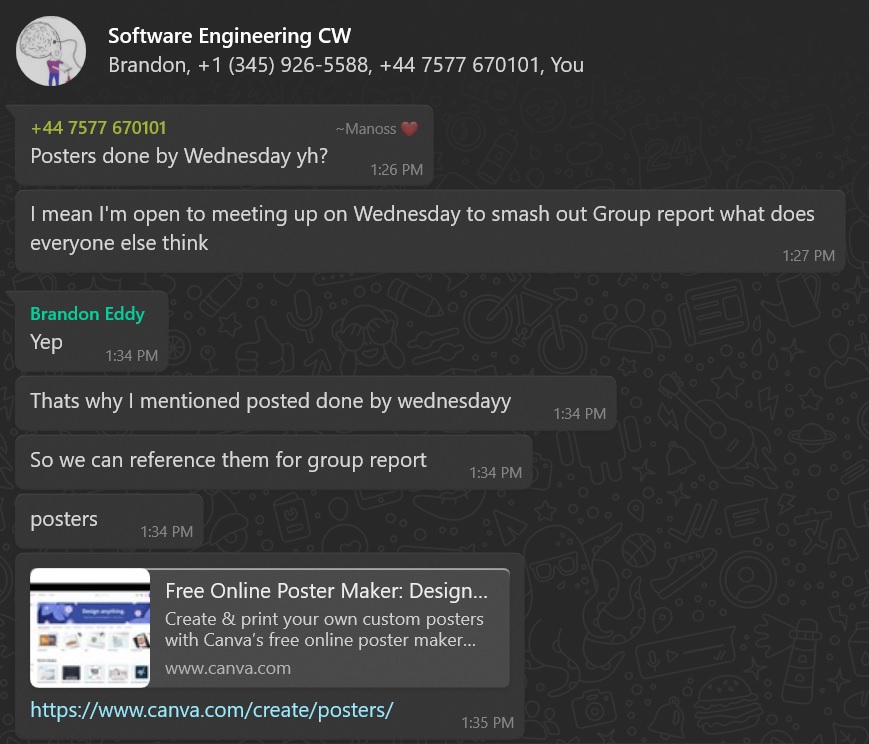 Software Engineering CW
Brandon, +1 (345) 926-5588, +44 7577 670101, You
+44 7577 670101 ~Manoss ❤️
Posters done by Wednesday yh?
1:26 PM
I mean I'm open to meeting up on Wednesday to smash out Group report what does
everyone else think
1:27 PM
Brandon Eddy
Yep
1:34 PM
Thats why I mentioned posted done by wednesdayy
1:34 PM
So we can reference them for group report
1:34 PM
posters
1:34 PM
Design anything.
Free Online Poster Maker: Design...
Create & print your own custom posters
with Canva's free online poster maker...
www.canva.com
https://www.canva.com/create/posters/
1:35 PM